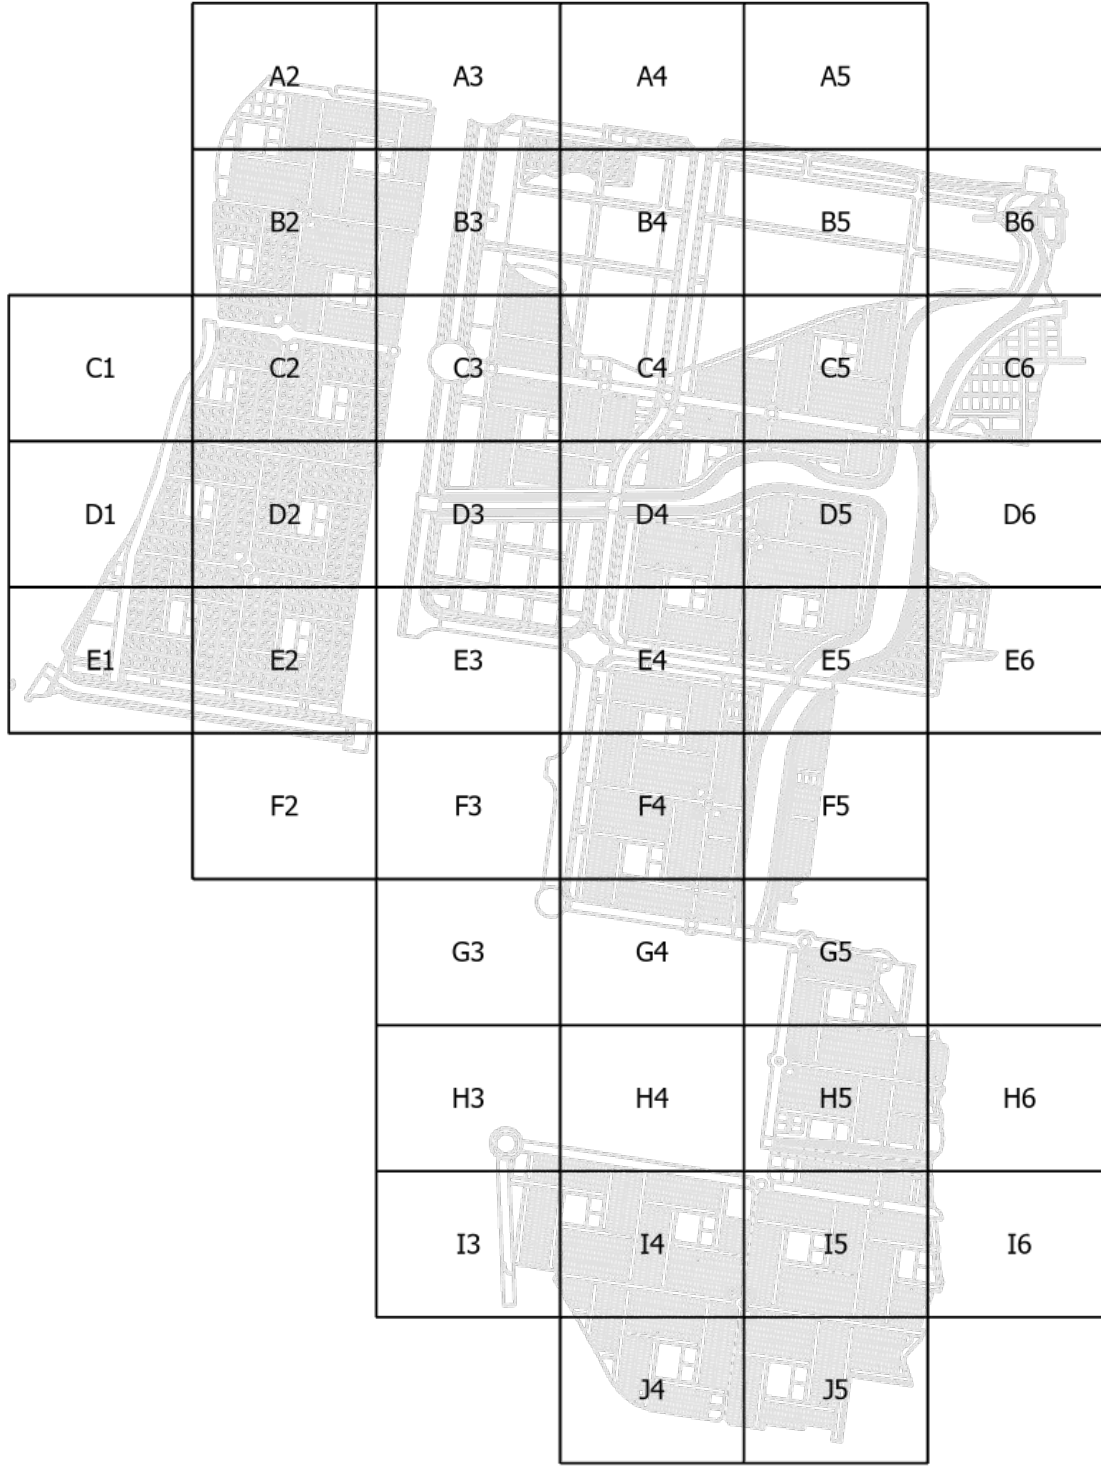 A2 A3 A4 A5
B2 B3 B4 B5 B6
C1 C2 C3 C4 C5 C6
D1 D2 D3 D4 D5 D6
E1 E2 E3 E4 E5 E6
F2 F3 F4 F5
G3 G4 G5
H3 H4 H5 H6
I3 I4 I5 I6
J4 J5